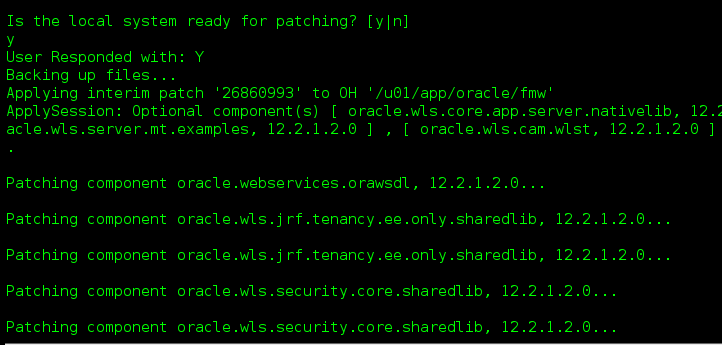 Is the local system ready for patching? [y|n]
y
User Responded with: Y
Backing up files...
Applying interim patch '26860993' to OH '/u01/app/oracle/fmw'
ApplySession: Optional component(s) [ oracle.wls.core.app.server.nativelib, 12.2
acle.wls.server.mt.examples, 12.2.1.2.0 ] , [ oracle.wls.cam.wlst, 12.2.1.2.0 ]
.
Patching component oracle.webservices.orawsdl, 12.2.1.2.0...
Patching component oracle.wls.jrf.tenancy.ee.only.sharedlib, 12.2.1.2.0...
Patching component oracle.wls.jrf.tenancy.ee.only.sharedlib, 12.2.1.2.0...
Patching component oracle.wls.security.core.sharedlib, 12.2.1.2.0...
Patching component oracle.wls.security.core.sharedlib, 12.2.1.2.0...